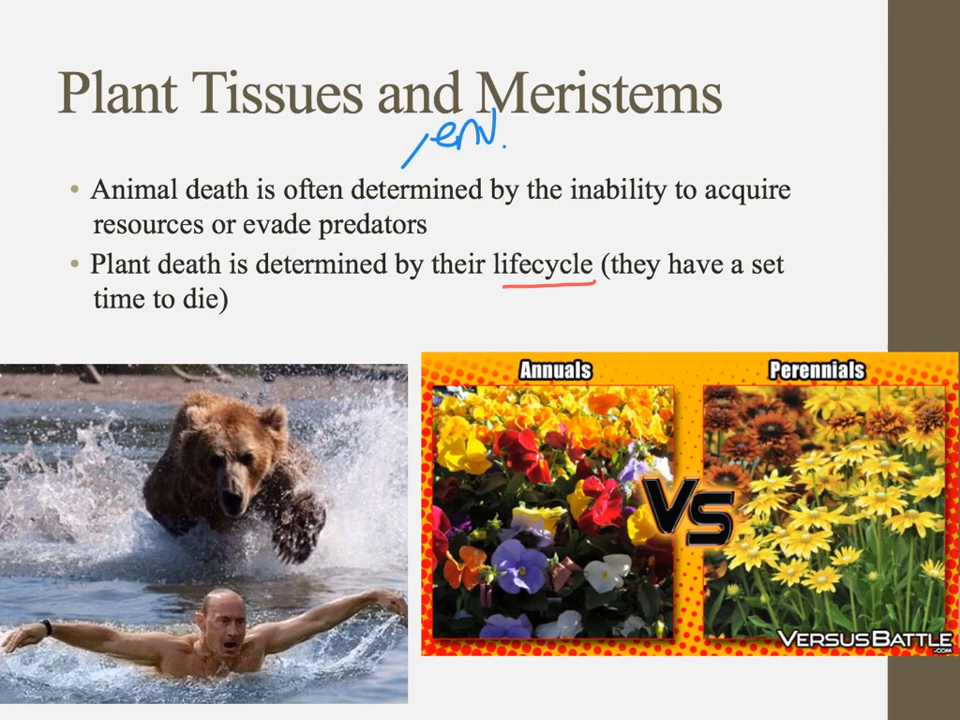 Plant Tissues and Meristems
env.
• Animal death is often determined by the inability to acquire
resources or evade predators
• Plant death is determined by their lifecycle (they have a set
time to die)
Annuals
Perennials
VS
VERSUSBATTLE
.COM